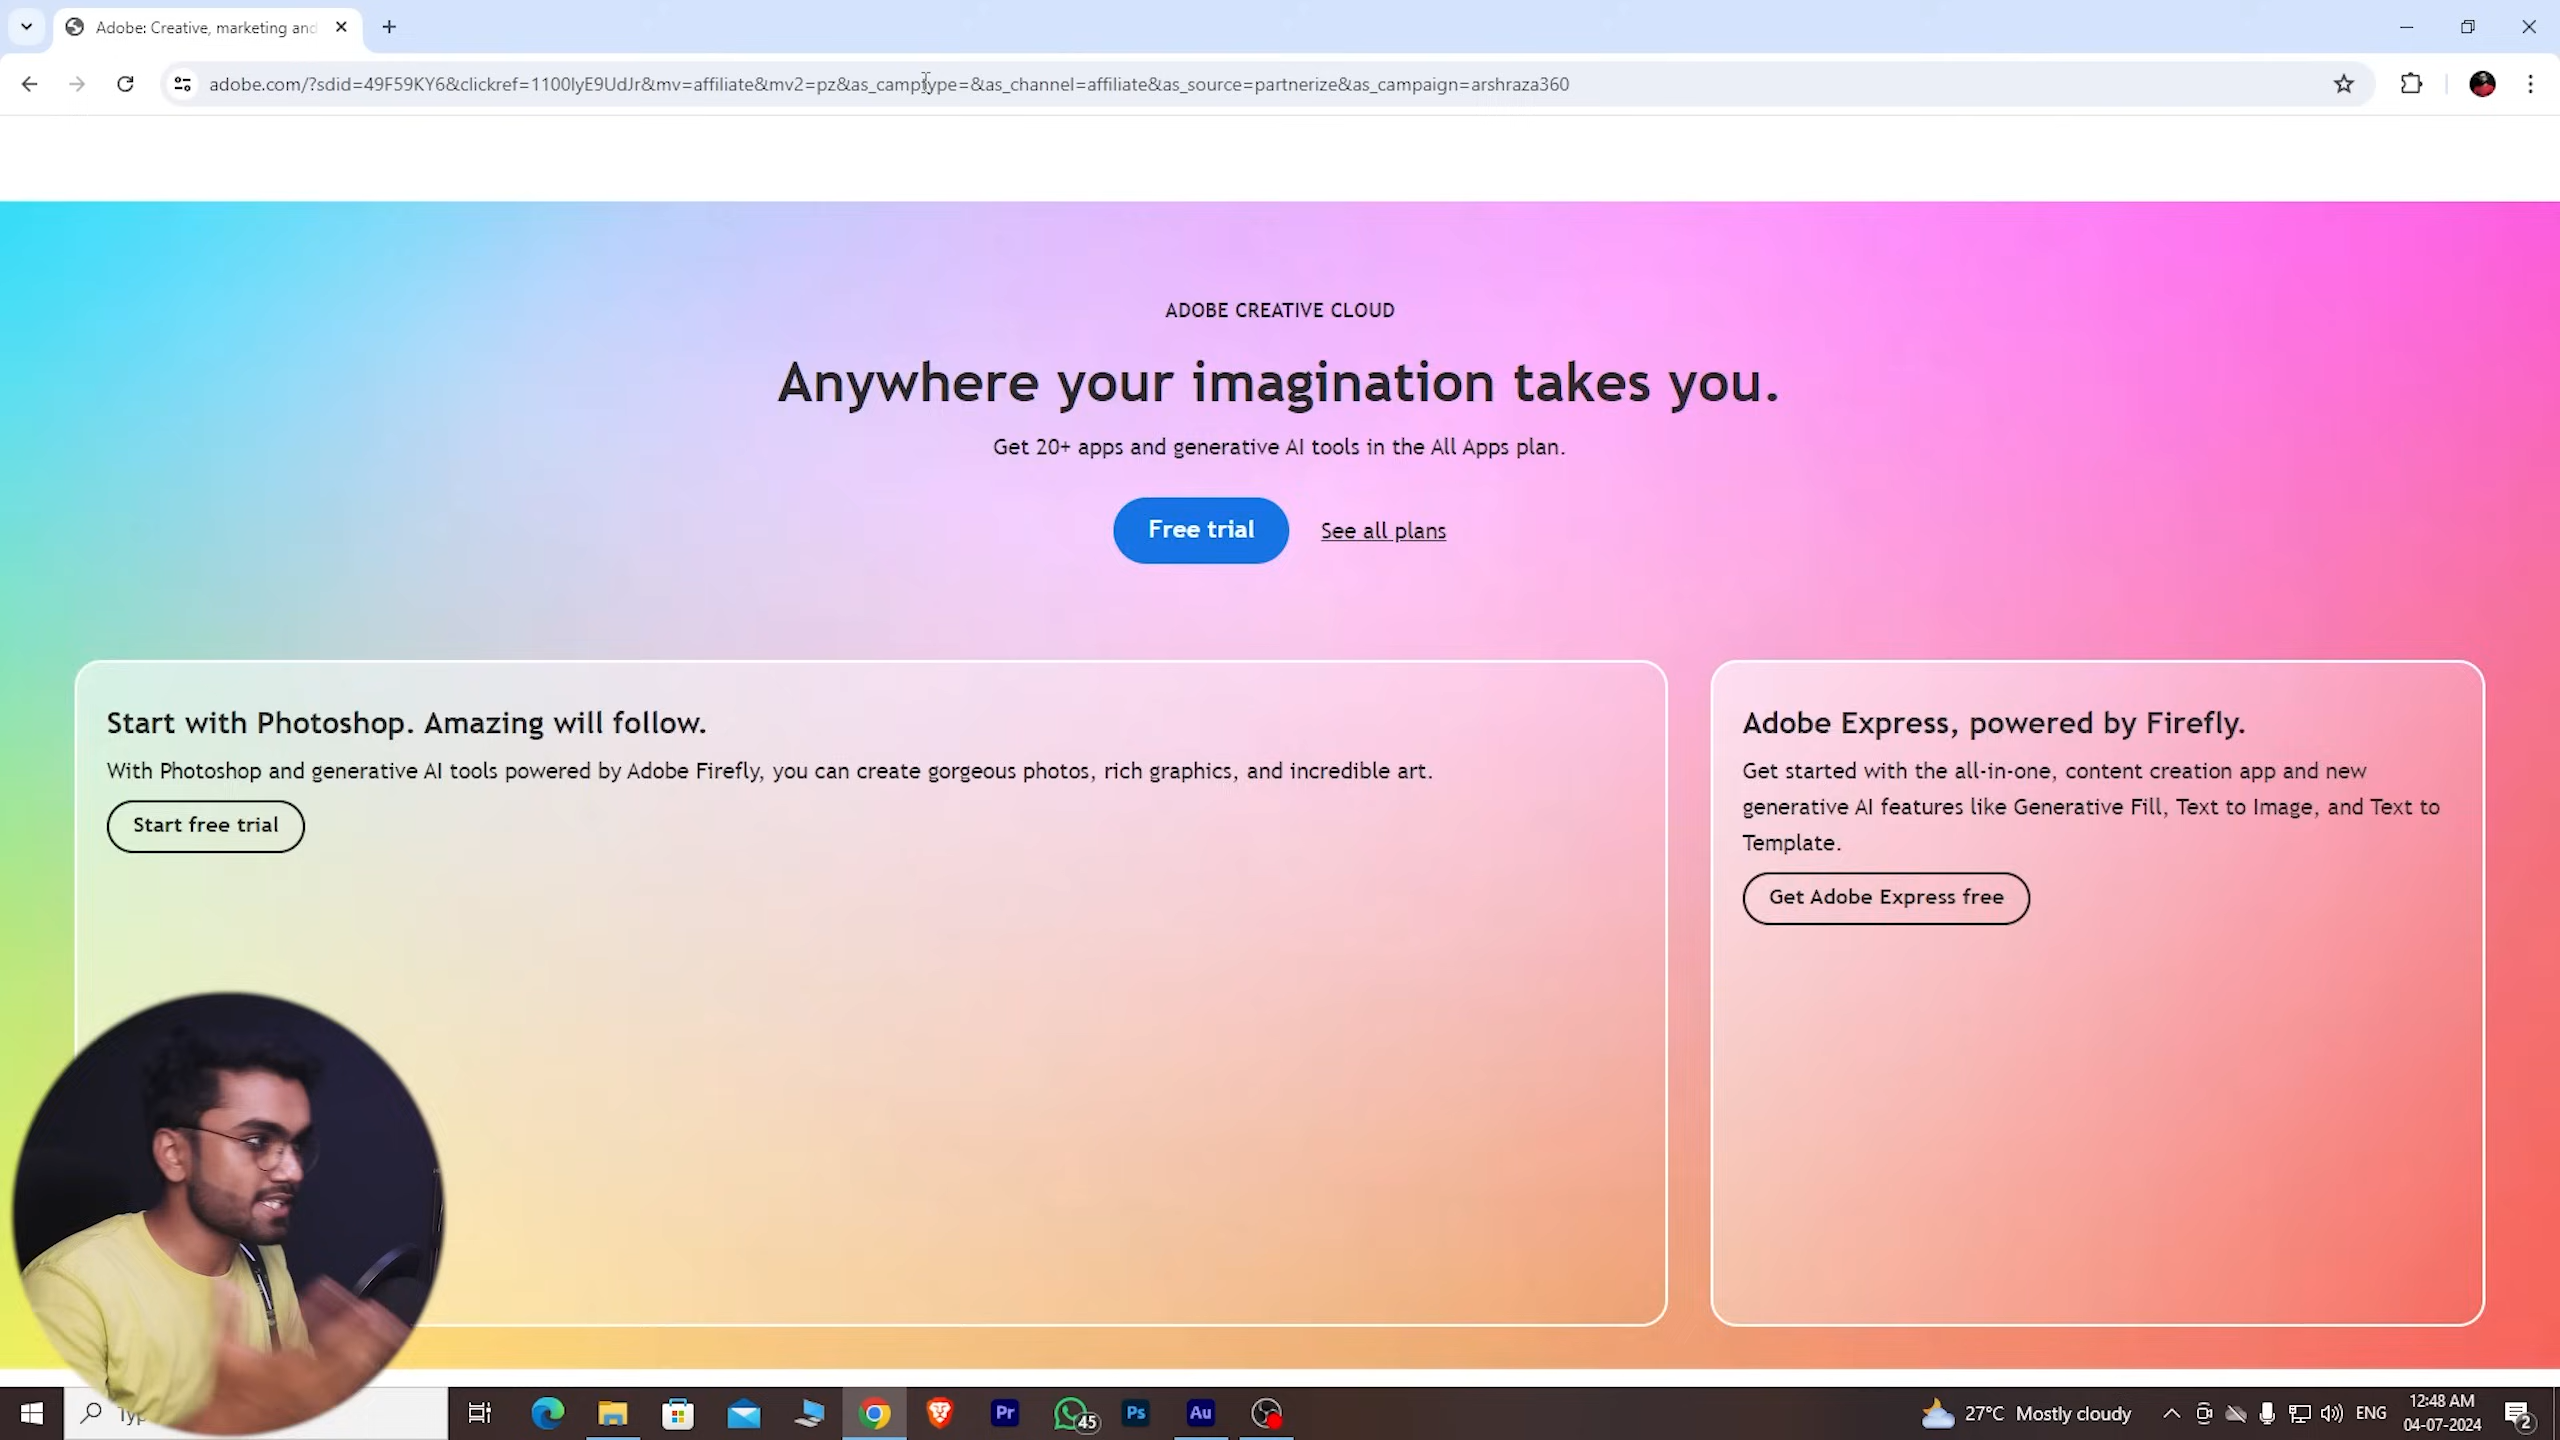 Adobe: Creative, marketing and
adobe.com/?sdid=49F59KY6&clickref=1100lyE9UdJr&mv=affiliate&mv2=pz&as_camptype=&as_channel=affiliate&as_source=partnerize&as_campaign=arshraza360
ADOBE CREATIVE CLOUD
Anywhere your imagination takes you.
Get 20+ apps and generative AI tools in the All Apps plan.
Free trial
See all plans
Start with Photoshop. Amazing will follow.
With Photoshop and generative AI tools powered by Adobe Firefly, you can create gorgeous photos, rich graphics, and incredible art.
Start free trial
Adobe Express, powered by Firefly.
Get started with the all-in-one, content creation app and new
generative AI features like Generative Fill, Text to Image, and Text to
Template.
Get Adobe Express free
Pr
45
Ps
Au
27°C Mostly cloudy
ENG
12:48 AM
04-07-2024
2